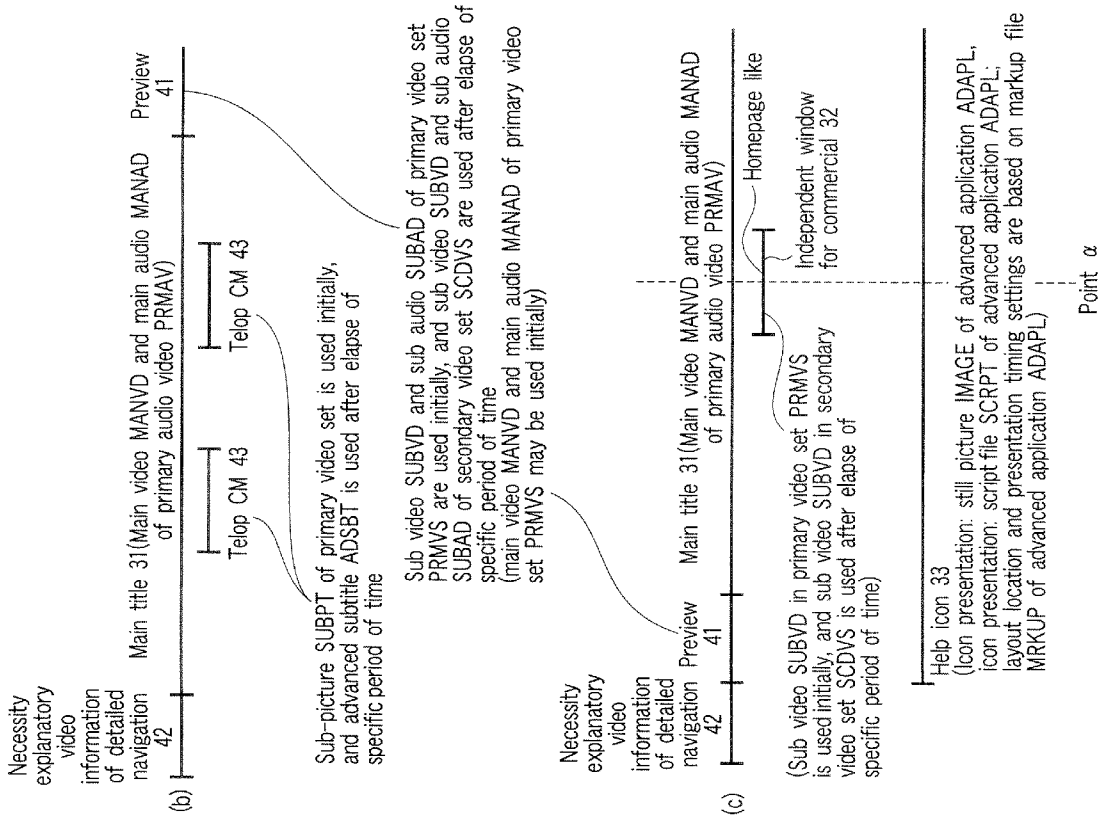 Necessity
explanatory
video
information
of detailed
navigation
42
Main title 31(Main video MANVD and main audio MANAD
of primary audio video PRMAV)
Preview
41
(b)
Telop CM 43
Telop CM 43
Sub-picture SUBPT of primary video set is used initially,
and advanced subtitle ADSBT is used after elapse of
specific period of time
Sub video SUBVD and sub audio SUBAD of primary video set
PRMVS are used initially, and sub video SUBVD and sub audio
SUBAD of secondary video set SCDVS are used after elapse of
specific period of time
(main video MANVD and main audio MANAD of primary video
set PRMVS may be used initially)
Necessity
explanatory
video
information
of detailed
navigation
42
Preview
41
Main title 31(Main video MANVD and main audio MANAD
of primary audio video PRMAV)
(c)
Homepage like
Independent window
for commercial 32
(Sub video SUBVD in primary video set PRMVS
is used initially, and sub video SUBVD in secondary
video set SCDVS is used after elapse of
specific period of time)
Help icon 33
(Icon presentation: still picture IMAGE of advanced application ADAPL,
icon presentation: script file SCRPT of advanced application ADAPL;
layout location and presentation timing settings are based on markup file
MRKUP of advanced application ADAPL)
Point α